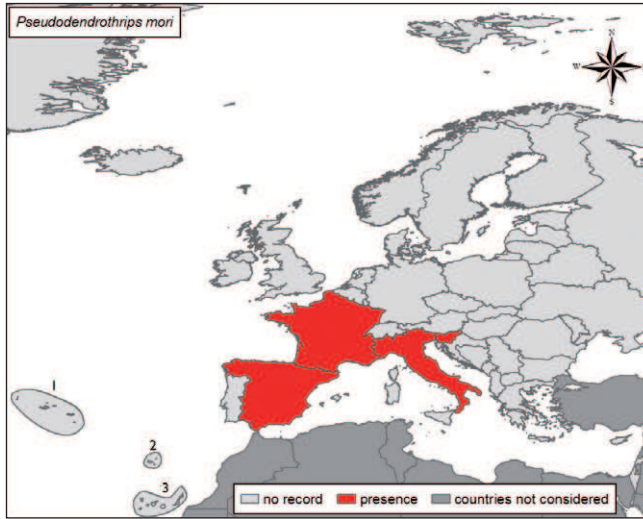 Pseudodendrothrips mori
N
W E
S
1
2
3
no record presence countries not considered